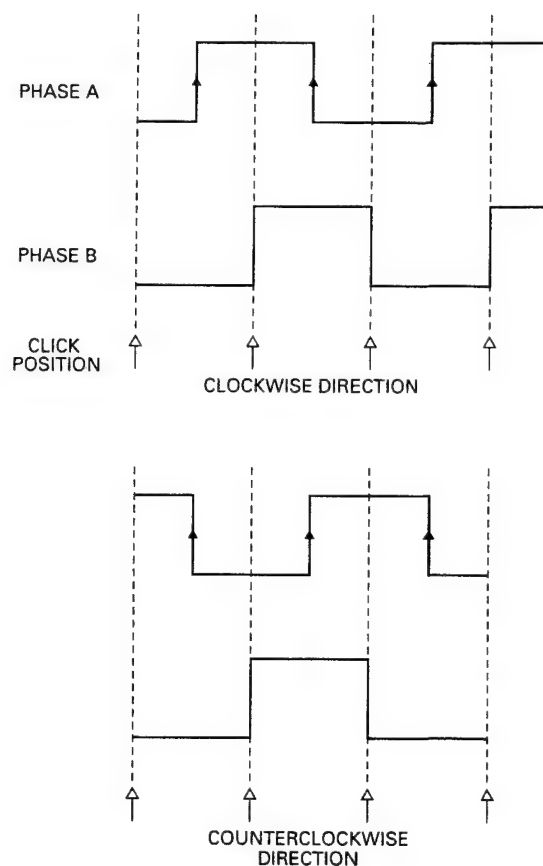 PHASE A
PHASE B
CLICK
POSITION
CLOCKWISE DIRECTION
COUNTERCLOCKWISE
DIRECTION